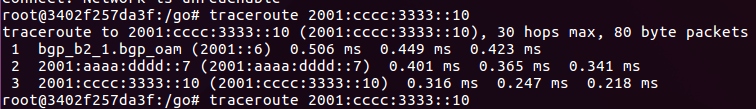 root@3402f257da3f:/go# traceroute 2001:cccc:3333::10
traceroute to 2001:cccc:3333::10 (2001:cccc:3333::10), 30 hops max, 80 byte packets
1 bgp_b2_1.bgp_oam (2001::6) 0.506 ms 0.449 ms 0.423 ms
2 2001:aaaa:dddd::7 (2001:aaaa:dddd::7) 0.401 ms 0.365 ms 0.341 ms
3 2001:cccc:3333::10 (2001:cccc:3333::10) 0.316 ms 0.247 ms 0.218 ms
root@3402f257da3f:/go# traceroute 2001:cccc:3333::10